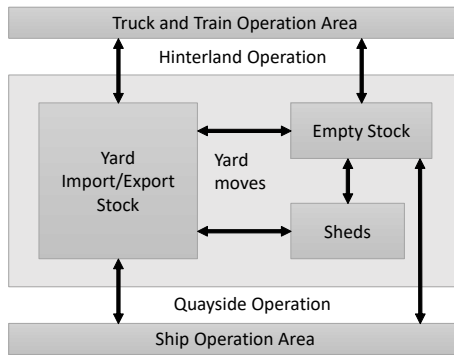 Truck and Train Operation Area
Hinterland Operation
Yard
Import/Export
Stock
Yard
moves
Empty Stock
Sheds
Quayside Operation
Ship Operation Area